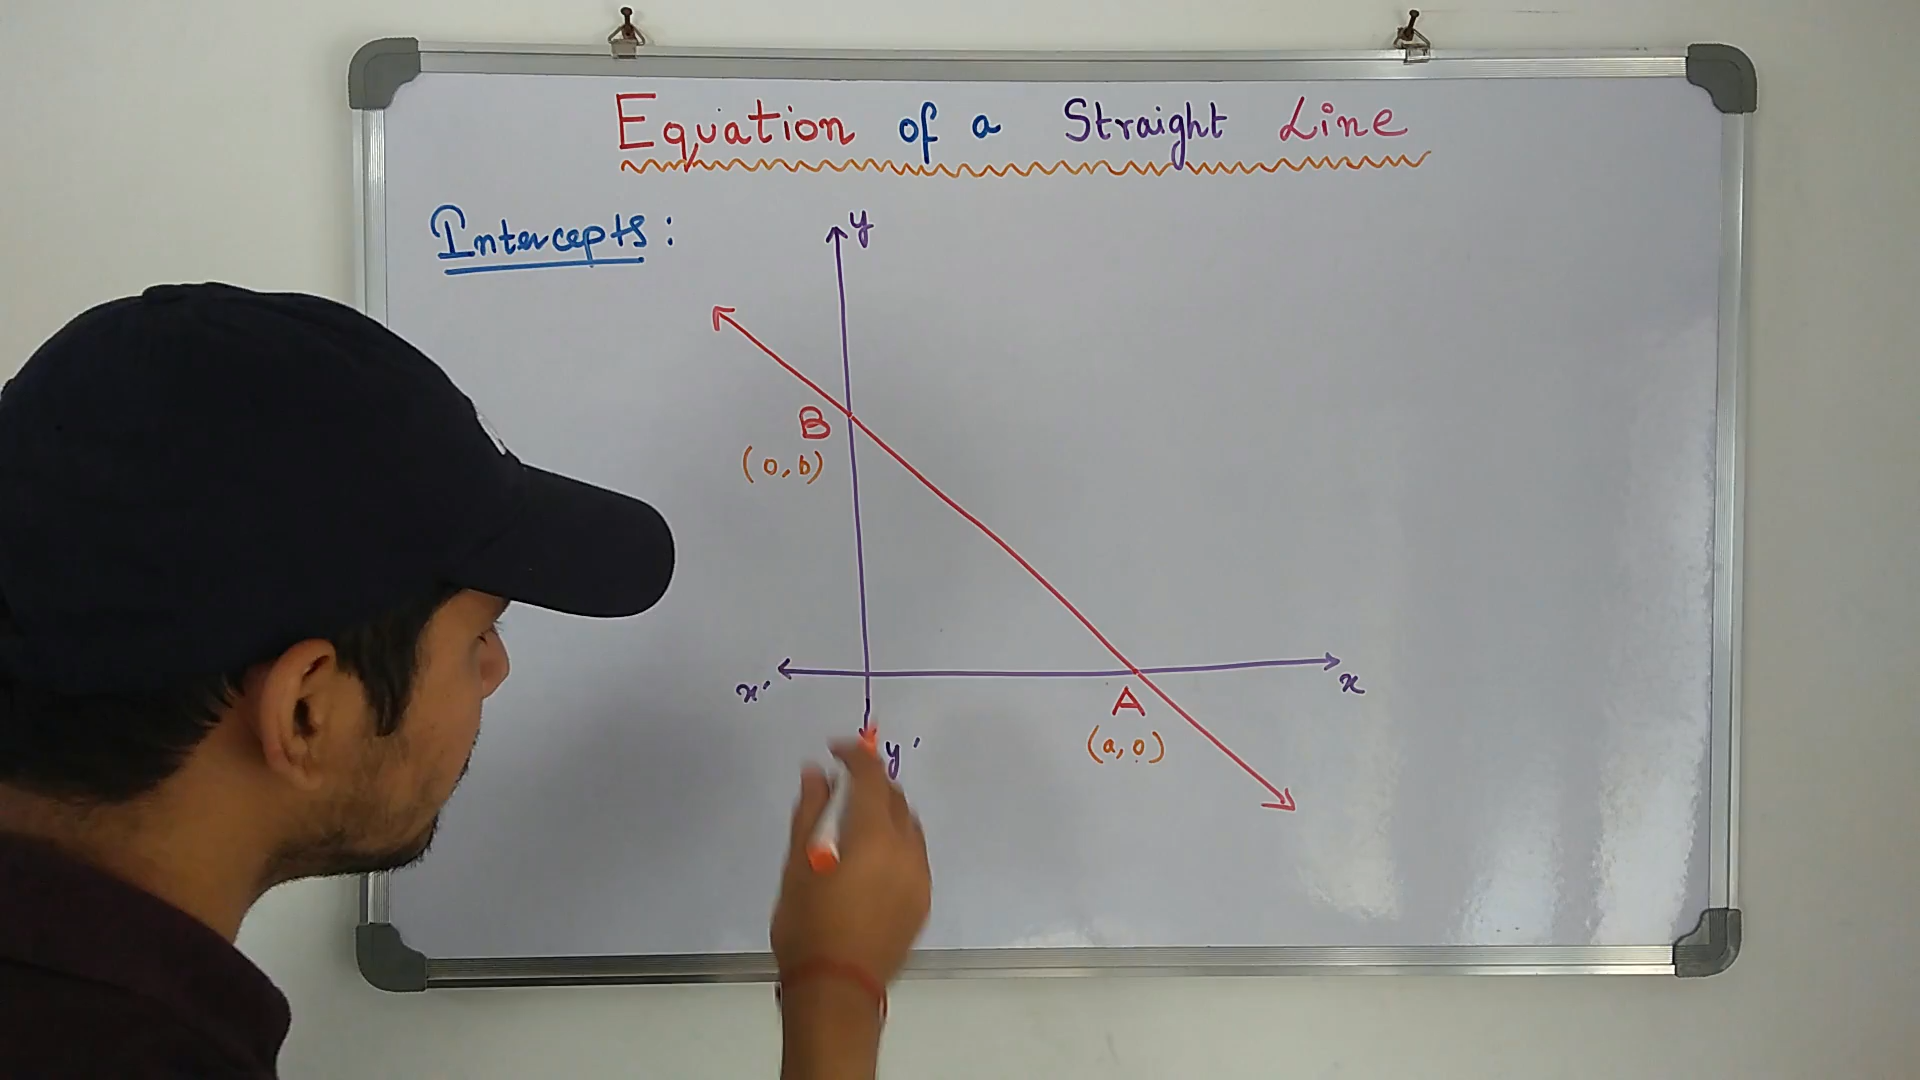 Equation of a Straight Line
Intercepts:
y
B
(0, b)
x'
x
A
y'
(a, 0)